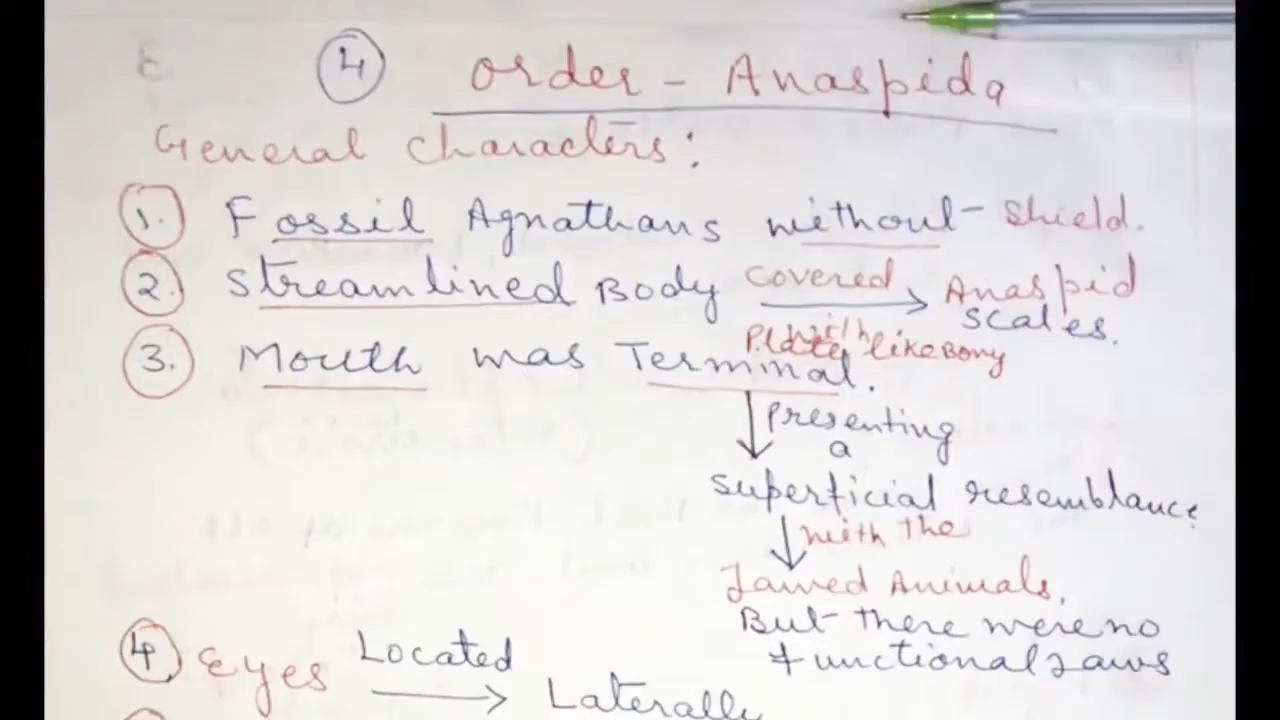 4 Order - Anaspida
General Characters:
1. Fossil Agnathans without - Shield.
2. Streamlined Body covered with → Anaspid
Plate like Bony scales.
3. Mouth was Terminal.
↓ Presenting
a
superficial resemblance
↓ with the
Jawed Animals,
But there were no
functional Jaws
4. Eyes Located → Laterally